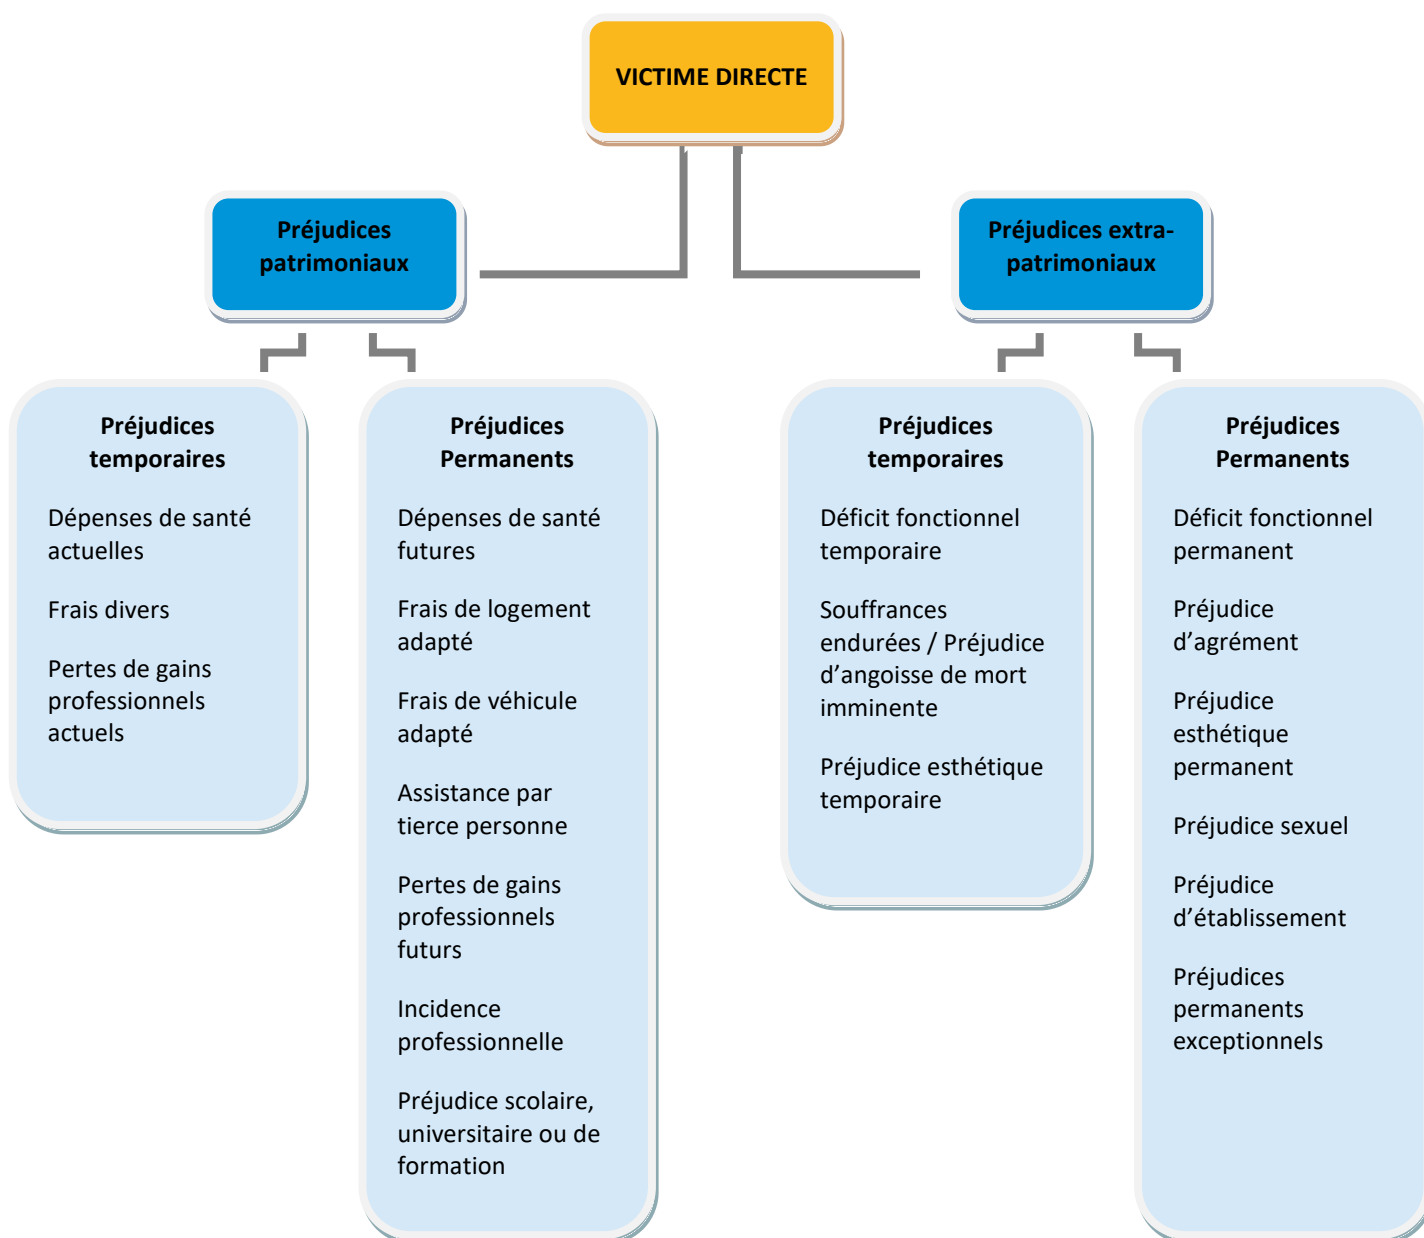 VICTIME DIRECTE
Préjudices
patrimoniaux
Préjudices extra-
patrimoniaux
Préjudices
temporaires
Dépenses de santé
actuelles
Frais divers
Pertes de gains
professionnels
actuels
Préjudices
Permanents
Dépenses de santé
futures
Frais de logement
adapté
Frais de véhicule
adapté
Assistance par
tierce personne
Pertes de gains
professionnels
futurs
Incidence
professionnelle
Préjudice scolaire,
universitaire ou de
formation
Préjudices
temporaires
Déficit fonctionnel
temporaire
Souffrances
endurées / Préjudice
d’angoisse de mort
imminente
Préjudice esthétique
temporaire
Préjudices
Permanents
Déficit fonctionnel
permanent
Préjudice
d’agrément
Préjudice
esthétique
permanent
Préjudice sexuel
Préjudice
d’établissement
Préjudices
permanents
exceptionnels